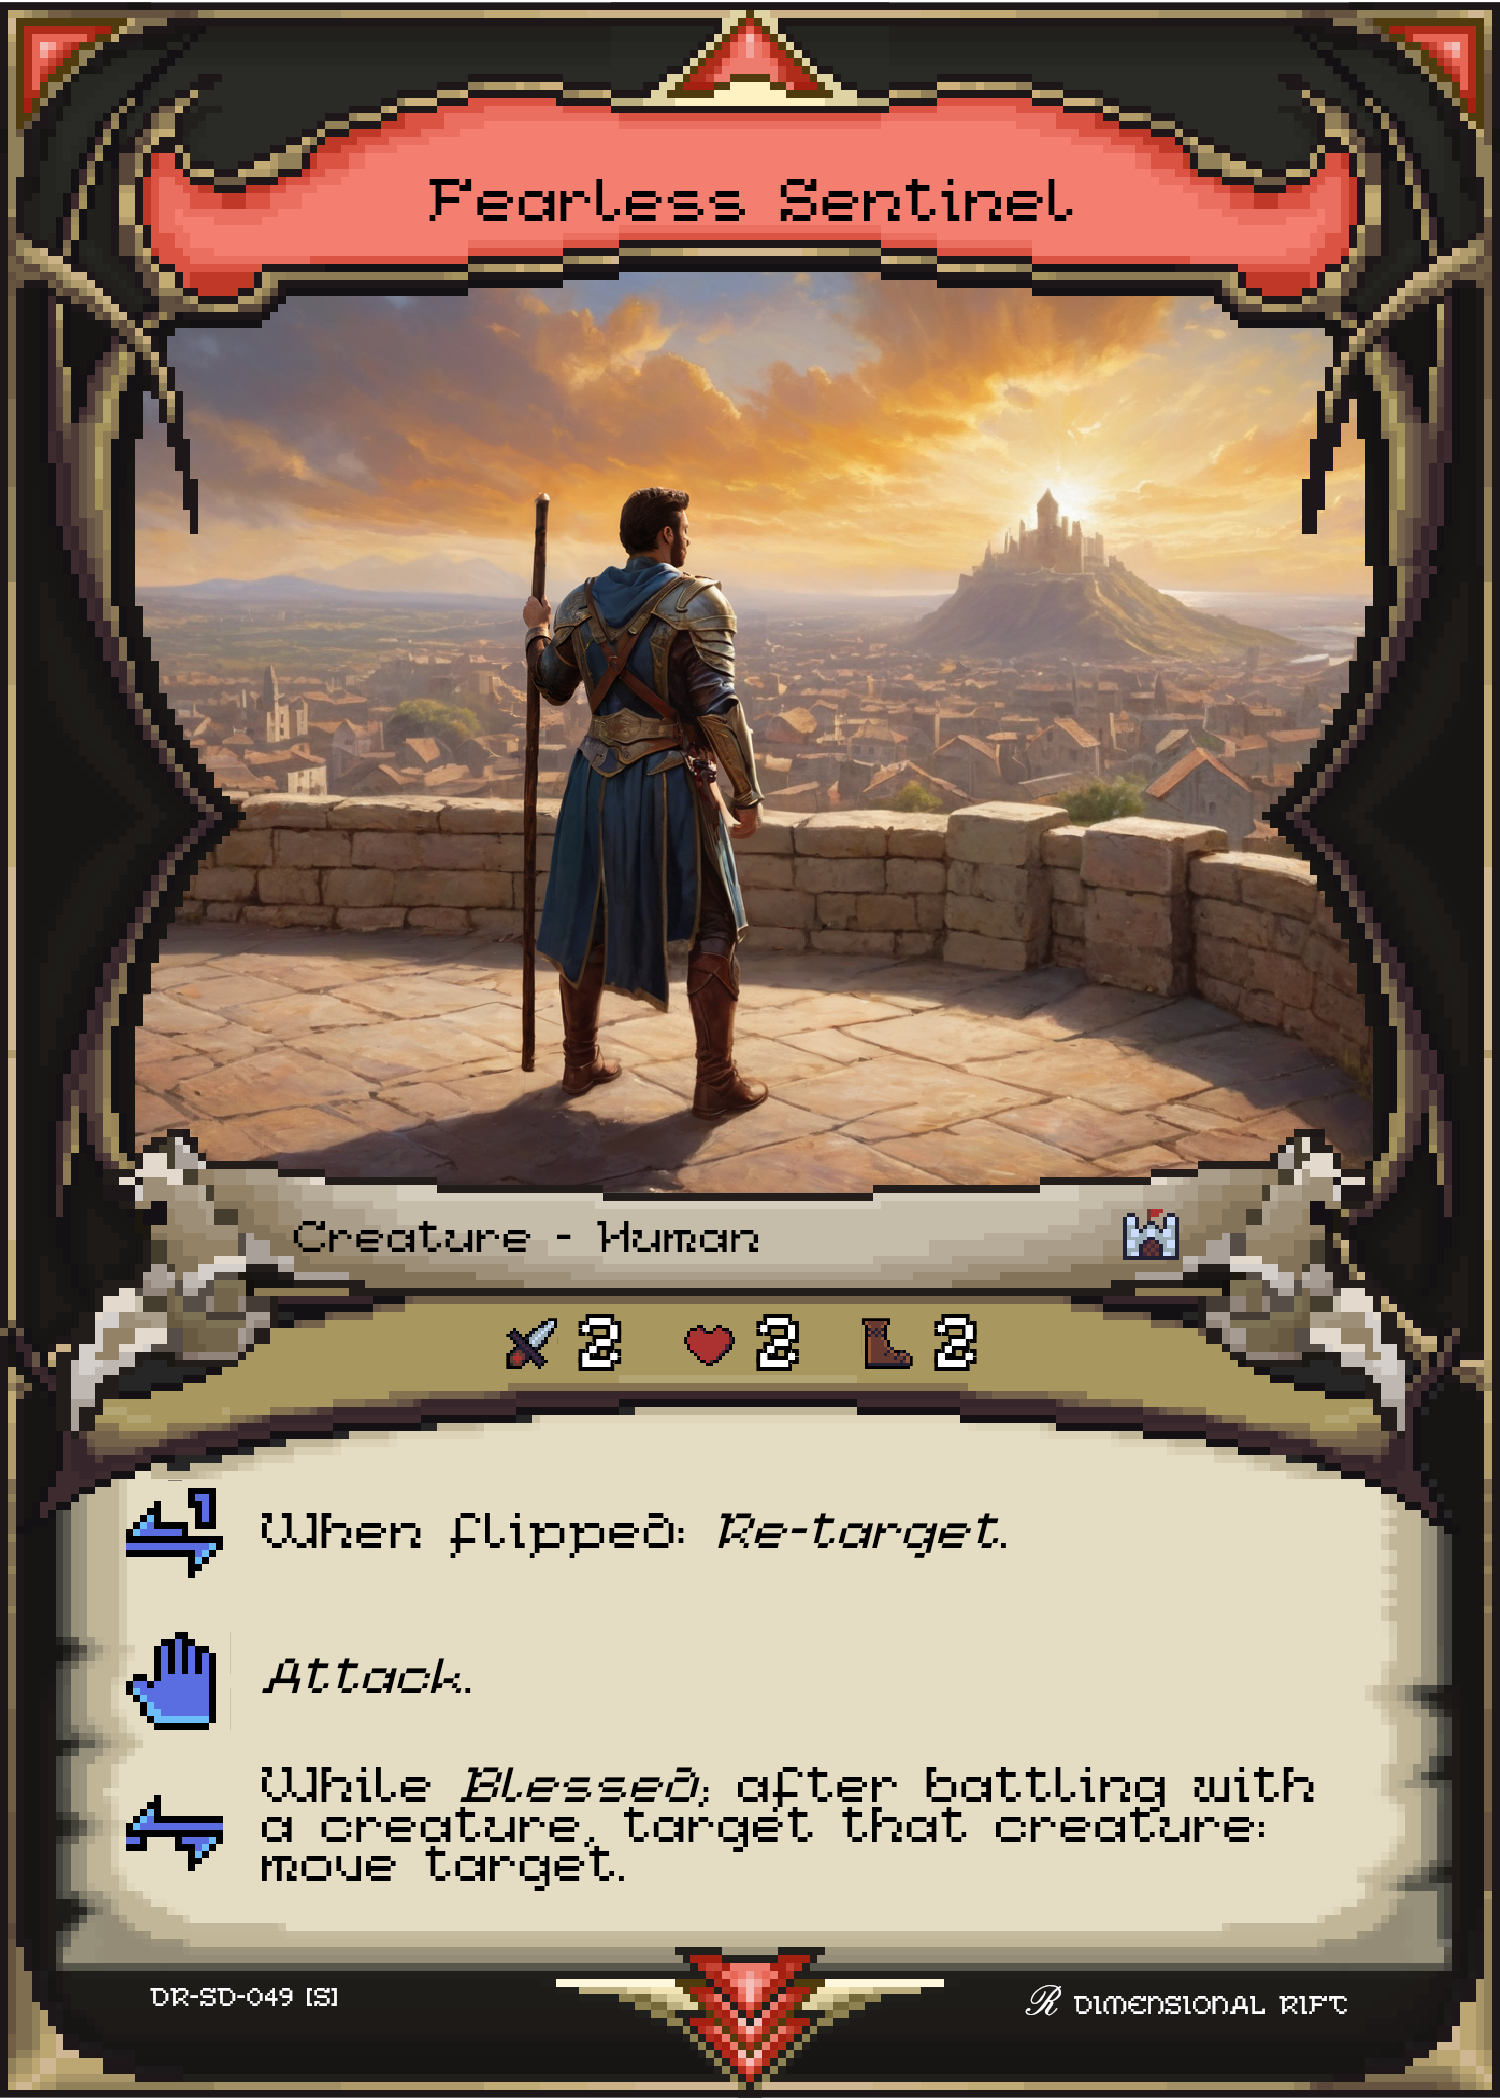 Fearless Sentinel
Creature - Human
2 2 2
When flipped: Re-target.
Attack.
While Blessed; after battling with
a creature, target that creature:
move target.
DR-SD-049 [S]
R DIMENSIONAL RIFT